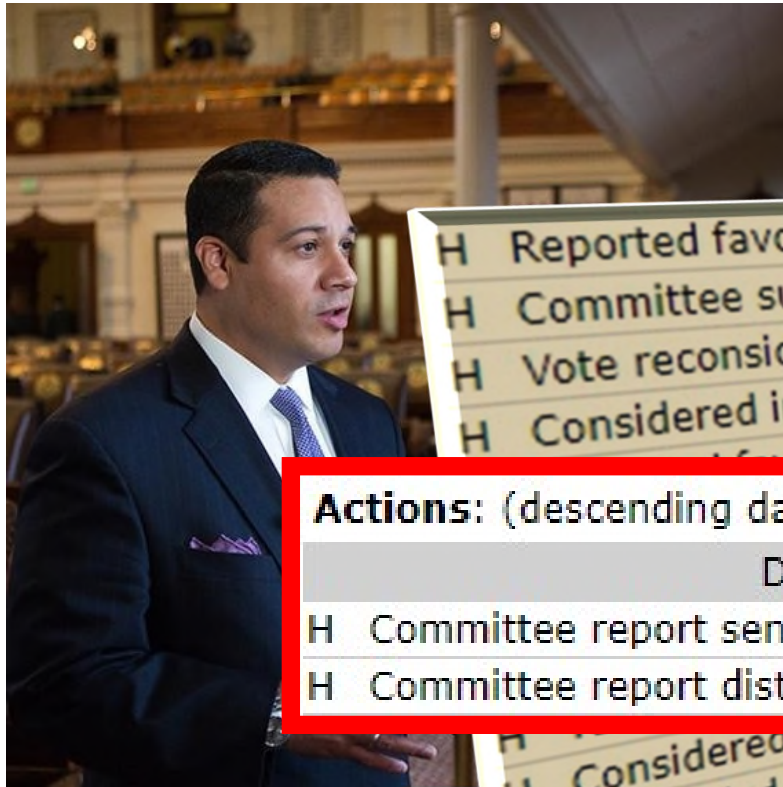 H Reported favo
H Committee su
H Vote reconsid
H Considered i
Actions: (descending da
D
H Committee report sen
H Committee report dist
H Considered